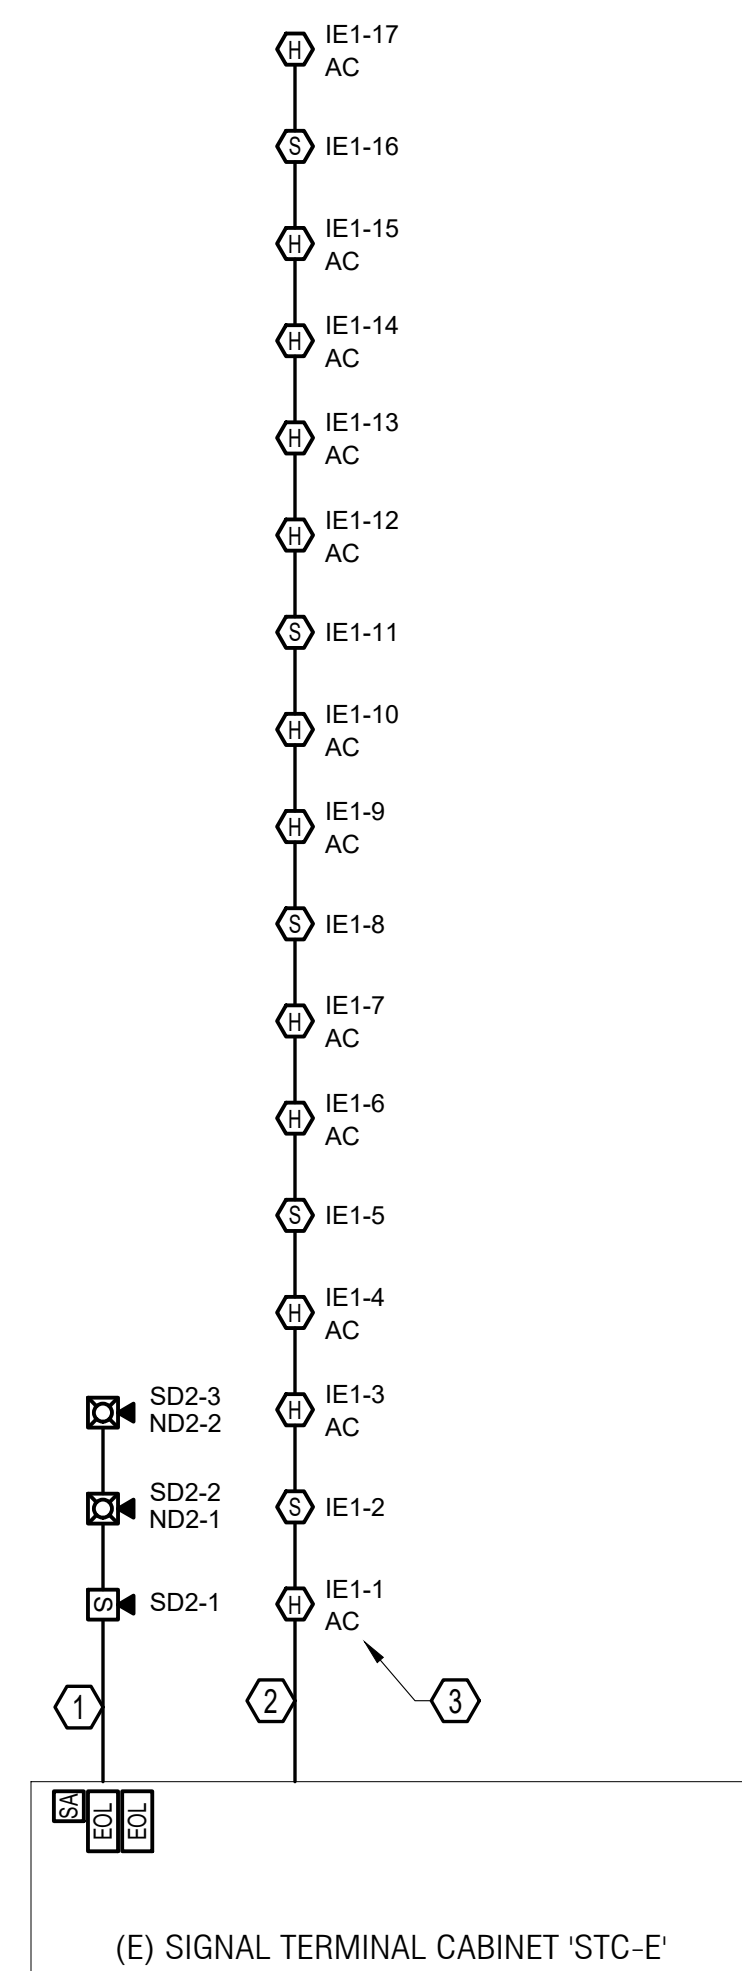 H IE1-17
AC
S IE1-16
H IE1-15
AC
H IE1-14
AC
H IE1-13
AC
H IE1-12
AC
S IE1-11
H IE1-10
AC
H IE1-9
AC
S IE1-8
H IE1-7
AC
H IE1-6
AC
S IE1-5
H IE1-4
AC
SD2-3
ND2-2
H IE1-3
AC
SD2-2
ND2-1
S IE1-2
S SD2-1
H IE1-1
AC
1
2
3
SA
EOL
EOL
(E) SIGNAL TERMINAL CABINET 'STC-E'